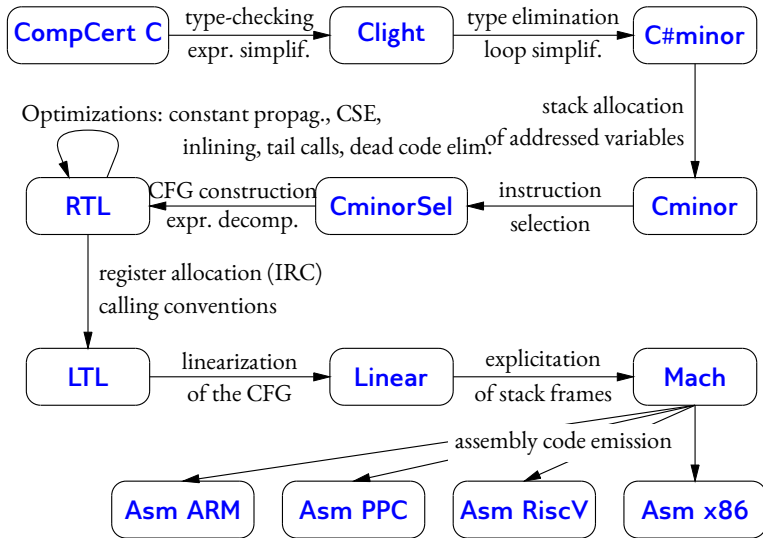 CompCert C
type-checking
expr. simplif.
Clight
type elimination
loop simplif.
C#minor
stack allocation
of addressed variables
Optimizations: constant propag., CSE,
inlining, tail calls, dead code elim.
RTL
CFG construction
expr. decomp.
CminorSel
instruction
selection
Cminor
register allocation (IRC)
calling conventions
LTL
linearization
of the CFG
Linear
explicitation
of stack frames
Mach
assembly code emission
Asm ARM
Asm PPC
Asm RiscV
Asm x86